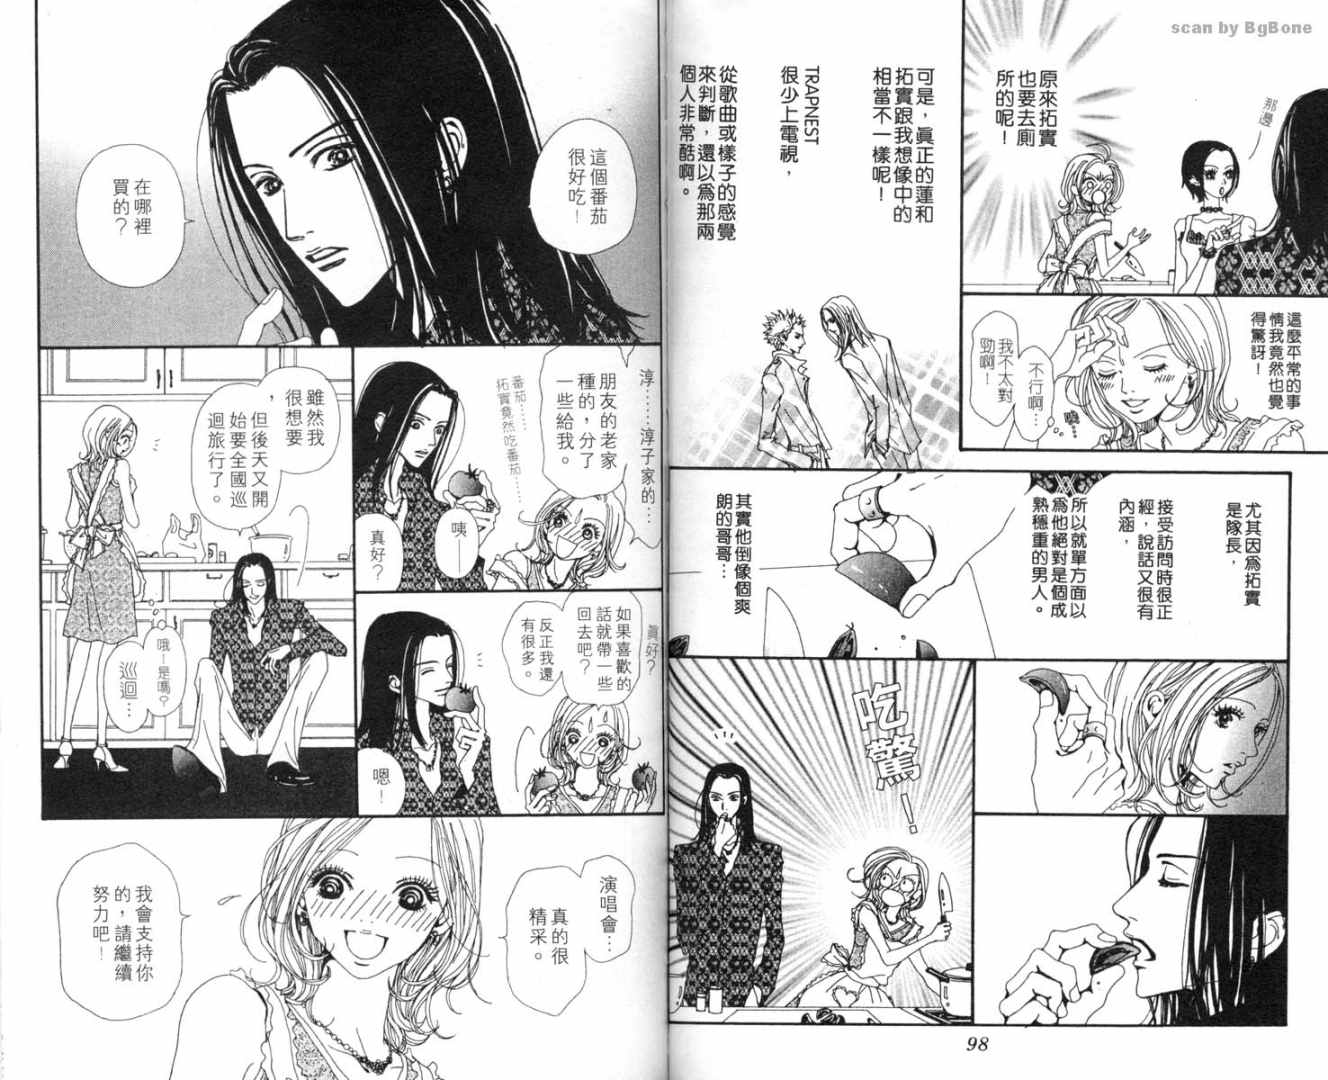 scan by BgBone
那邊
原來拓實
也要去廁
所的呢！
可是，真正的蓮和
拓實跟我想像中的
相當不一樣呢！
TRAPNEST
很少上電視，
從歌曲或樣子的感覺
來判斷，還以為那兩
個人非常酷啊。
這麼平常的事
情我竟然也覺
得驚訝！
不行啊…
我不太對
勁啊！
尤其因為拓實
是隊長，
接受訪問時很正
經，說話又很有
內涵，
所以就單方面以
為他絕對是個成
熟穩重的男人。
其實他倒像個爽
朗的哥哥…
吃驚！
98
這個番茄
很好吃！
在哪裡
買的？
淳……淳子家的…
朋友的老家
種的，分了
一些給我。
番茄……
拓實竟然吃番茄……
咦—
真好？
真好？
如果喜歡的
話就帶一些
回去吧？
反正我還
有很多。
嗯！
雖然我
很想要
，但後天又開
始要全國巡
迴旅行了。
哦—是嗎？
巡迴…
演唱會…
真的很
精采。
我會支持你
的，請繼續
努力吧！